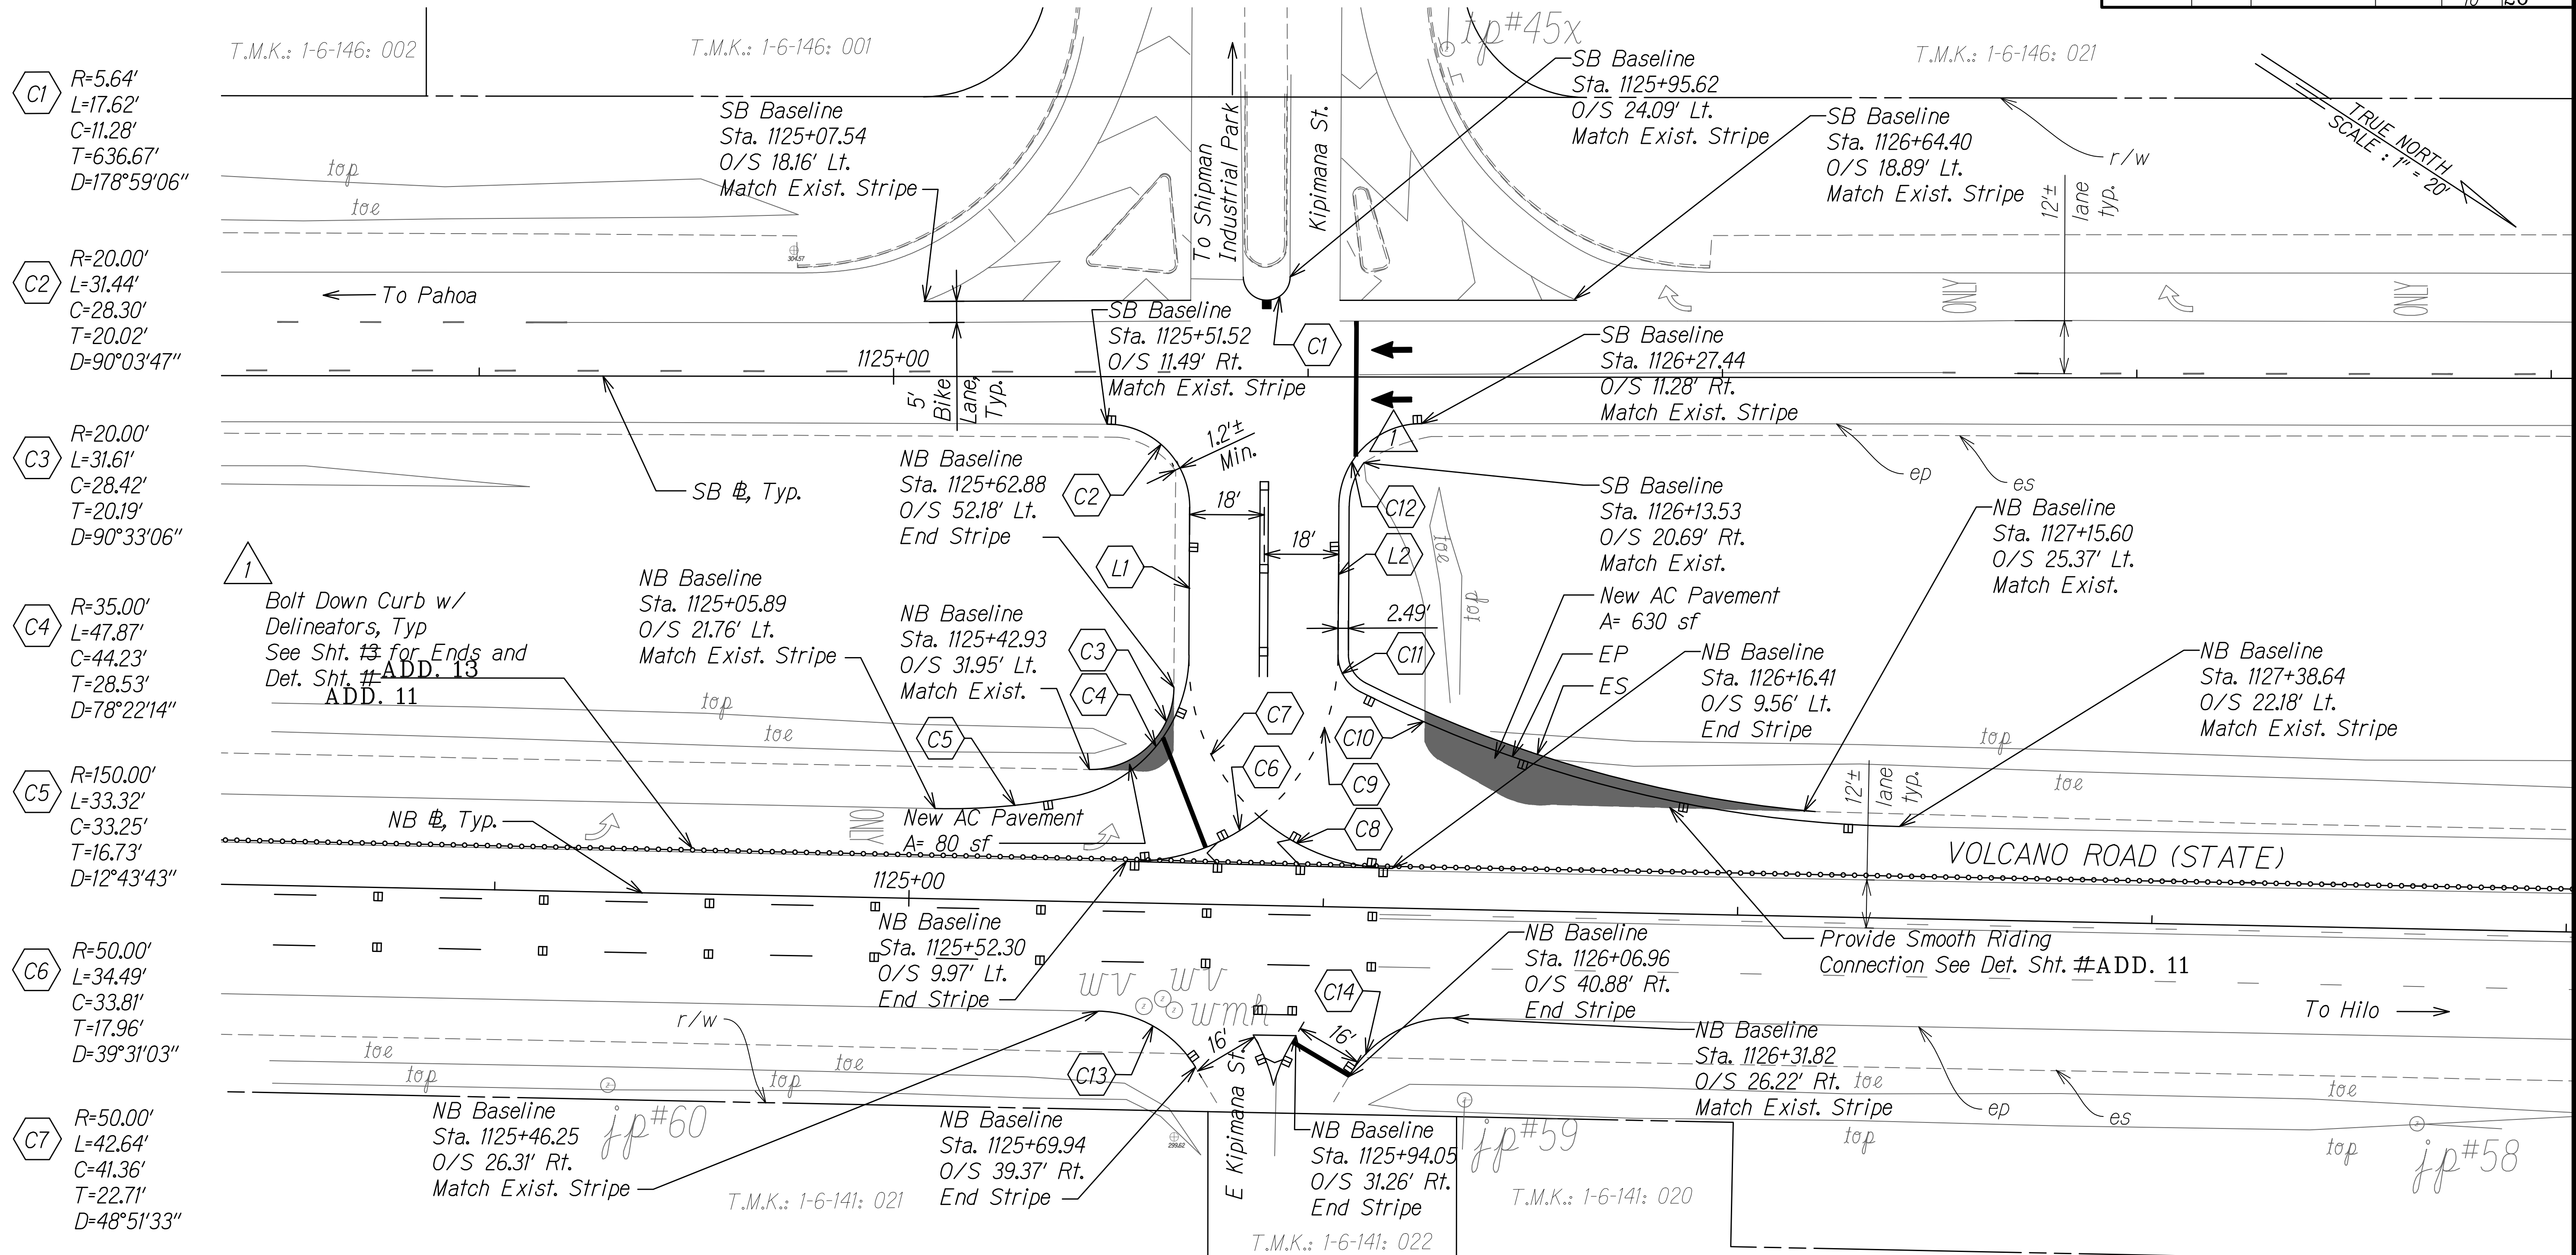 C1
R=5.64'
L=17.62'
C=11.28'
T=636.67'
D=178°59'06"
C2
R=20.00'
L=31.44'
C=28.30'
T=20.02'
D=90°03'47"
C3
R=20.00'
L=31.61'
C=28.42'
T=20.19'
D=90°33'06"
C4
R=35.00'
L=47.87'
C=44.23'
T=28.53'
D=78°22'14"
C5
R=150.00'
L=33.32'
C=33.25'
T=16.73'
D=12°43'43"
C6
R=50.00'
L=34.49'
C=33.81'
T=17.96'
D=39°31'03"
C7
R=50.00'
L=42.64'
C=41.36'
T=22.71'
D=48°51'33"
T.M.K.: 1-6-146: 002
T.M.K.: 1-6-146: 001
tp#45x
T.M.K.: 1-6-146: 021
SB Baseline
Sta. 1125+07.54
O/S 18.16' Lt.
Match Exist. Stripe
To Shipman
Industrial Park
Kipimana St.
SB Baseline
Sta. 1125+95.62
O/S 24.09' Lt.
Match Exist. Stripe
SB Baseline
Sta. 1126+64.40
O/S 18.89' Lt.
Match Exist. Stripe
r/w
TRUE NORTH
SCALE : 1" = 20'
12'±
lane
typ.
top
toe
304.57
To Pahoa
ONLY
ONLY
SB Baseline
Sta. 1125+51.52
O/S 11.49' Rt.
Match Exist. Stripe
C1
SB Baseline
Sta. 1126+27.44
O/S 11.28' Rt.
Match Exist. Stripe
1125+00
5'
Bike
Lane,
Typ.
1
1.2'±
Min.
SB BL, Typ.
NB Baseline
Sta. 1125+62.88
O/S 52.18' Lt.
End Stripe
C2
18'
18'
C12
L1
L2
SB Baseline
Sta. 1126+13.53
O/S 20.69' Rt.
Match Exist.
ep
es
NB Baseline
Sta. 1127+15.60
O/S 25.37' Lt.
Match Exist.
toe
top
1
Bolt Down Curb w/
Delineators, Typ
See Sht. 13 for Ends and
ADD. 13
Det. Sht. 11
ADD. 11
NB Baseline
Sta. 1125+05.89
O/S 21.76' Lt.
Match Exist. Stripe
NB Baseline
Sta. 1125+42.93
O/S 31.95' Lt.
Match Exist.
C3
C4
C5
2.49'
C11
New AC Pavement
A= 630 sf
EP
ES
NB Baseline
Sta. 1126+16.41
O/S 9.56' Lt.
End Stripe
NB Baseline
Sta. 1127+38.64
O/S 22.18' Lt.
Match Exist. Stripe
top
toe
C7
C6
C10
C9
C8
top
toe
12'±
lane
typ.
NB BL, Typ.
ONLY
New AC Pavement
A= 80 sf
VOLCANO ROAD (STATE)
1125+00
NB Baseline
Sta. 1125+52.30
O/S 9.97' Lt.
End Stripe
wv
wv
wmh
C14
NB Baseline
Sta. 1126+06.96
O/S 40.88' Rt.
End Stripe
Provide Smooth Riding
Connection See Det. Sht. 11 ADD. 11
To Hilo
r/w
toe
top
toe
top
C13
16'
16'
E Kipimana St.
NB Baseline
Sta. 1126+31.82
O/S 26.22' Rt.
Match Exist. Stripe
toe
ep
es
toe
NB Baseline
Sta. 1125+46.25
O/S 26.31' Rt.
Match Exist. Stripe
jp#60
NB Baseline
Sta. 1125+69.94
O/S 39.37' Rt.
End Stripe
299.62
NB Baseline
Sta. 1125+94.05
O/S 31.26' Rt.
End Stripe
jp#59
top
top
jp#58
T.M.K.: 1-6-141: 021
T.M.K.: 1-6-141: 020
T.M.K.: 1-6-141: 022